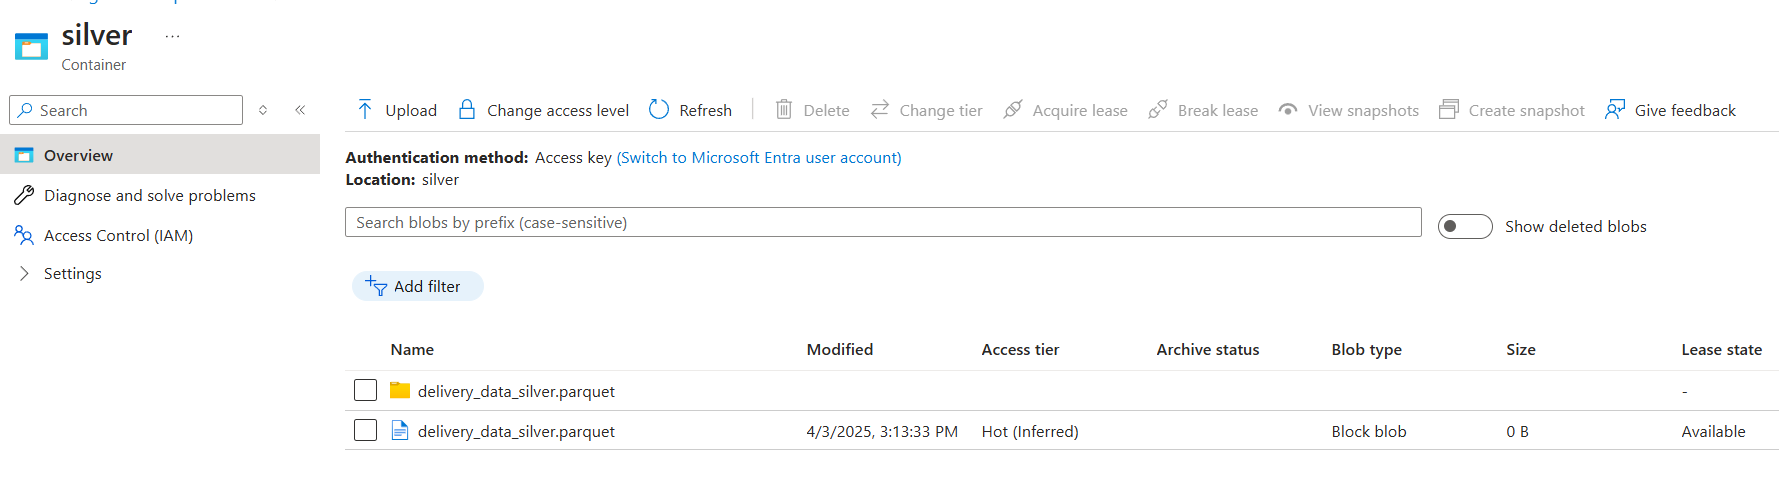 silver ...
Container
Search
Overview
Diagnose and solve problems
Access Control (IAM)
Settings
Upload Change access level Refresh Delete Change tier Acquire lease Break lease View snapshots Create snapshot Give feedback
Authentication method: Access key (Switch to Microsoft Entra user account)
Location: silver
Search blobs by prefix (case-sensitive)
Show deleted blobs
Add filter
Name Modified Access tier Archive status Blob type Size Lease state
delivery_data_silver.parquet -
delivery_data_silver.parquet 4/3/2025, 3:13:33 PM Hot (Inferred) Block blob 0 B Available